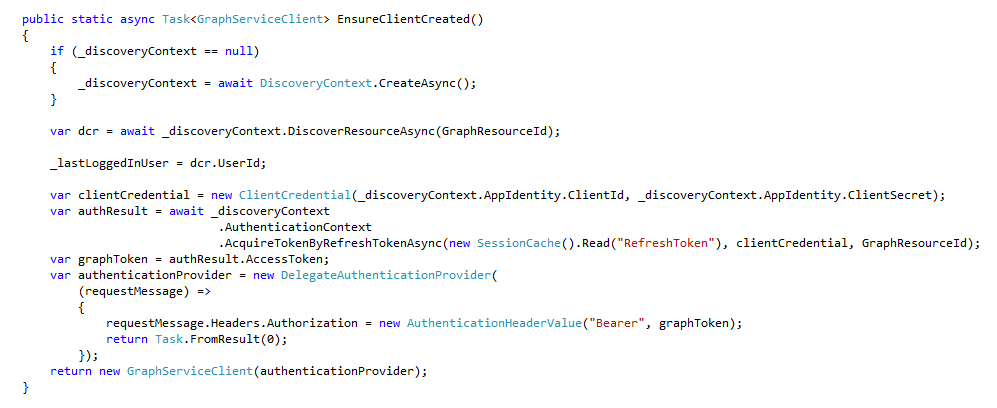 public static async Task<GraphServiceClient> EnsureClientCreated()
{
    if (_discoveryContext == null)
    {
        _discoveryContext = await DiscoveryContext.CreateAsync();
    }

    var dcr = await _discoveryContext.DiscoverResourceAsync(GraphResourceId);

    _lastLoggedInUser = dcr.UserId;

    var clientCredential = new ClientCredential(_discoveryContext.AppIdentity.ClientId, _discoveryContext.AppIdentity.ClientSecret);
    var authResult = await _discoveryContext
                            .AuthenticationContext
                            .AcquireTokenByRefreshTokenAsync(new SessionCache().Read("RefreshToken"), clientCredential, GraphResourceId);
    var graphToken = authResult.AccessToken;
    var authenticationProvider = new DelegateAuthenticationProvider(
        (requestMessage) =>
        {
            requestMessage.Headers.Authorization = new AuthenticationHeaderValue("Bearer", graphToken);
            return Task.FromResult(0);
        });
    return new GraphServiceClient(authenticationProvider);
}